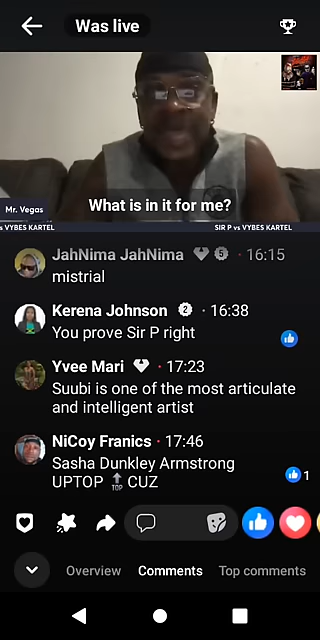 Was live
What is in it for me?
Mr. Vegas
s VYBES KARTEL
SIR P vs VYBES KARTEL
JahNima JahNima 5 · 16:15
mistrial
Kerena Johnson 2 · 16:38
You prove Sir P right
Yvee Mari · 17:23
Suubi is one of the most articulate
and intelligent artist
NiCoy Franics · 17:46
Sasha Dunkley Armstrong
UPTOP 🔝 CUZ
1
Overview Comments Top comments